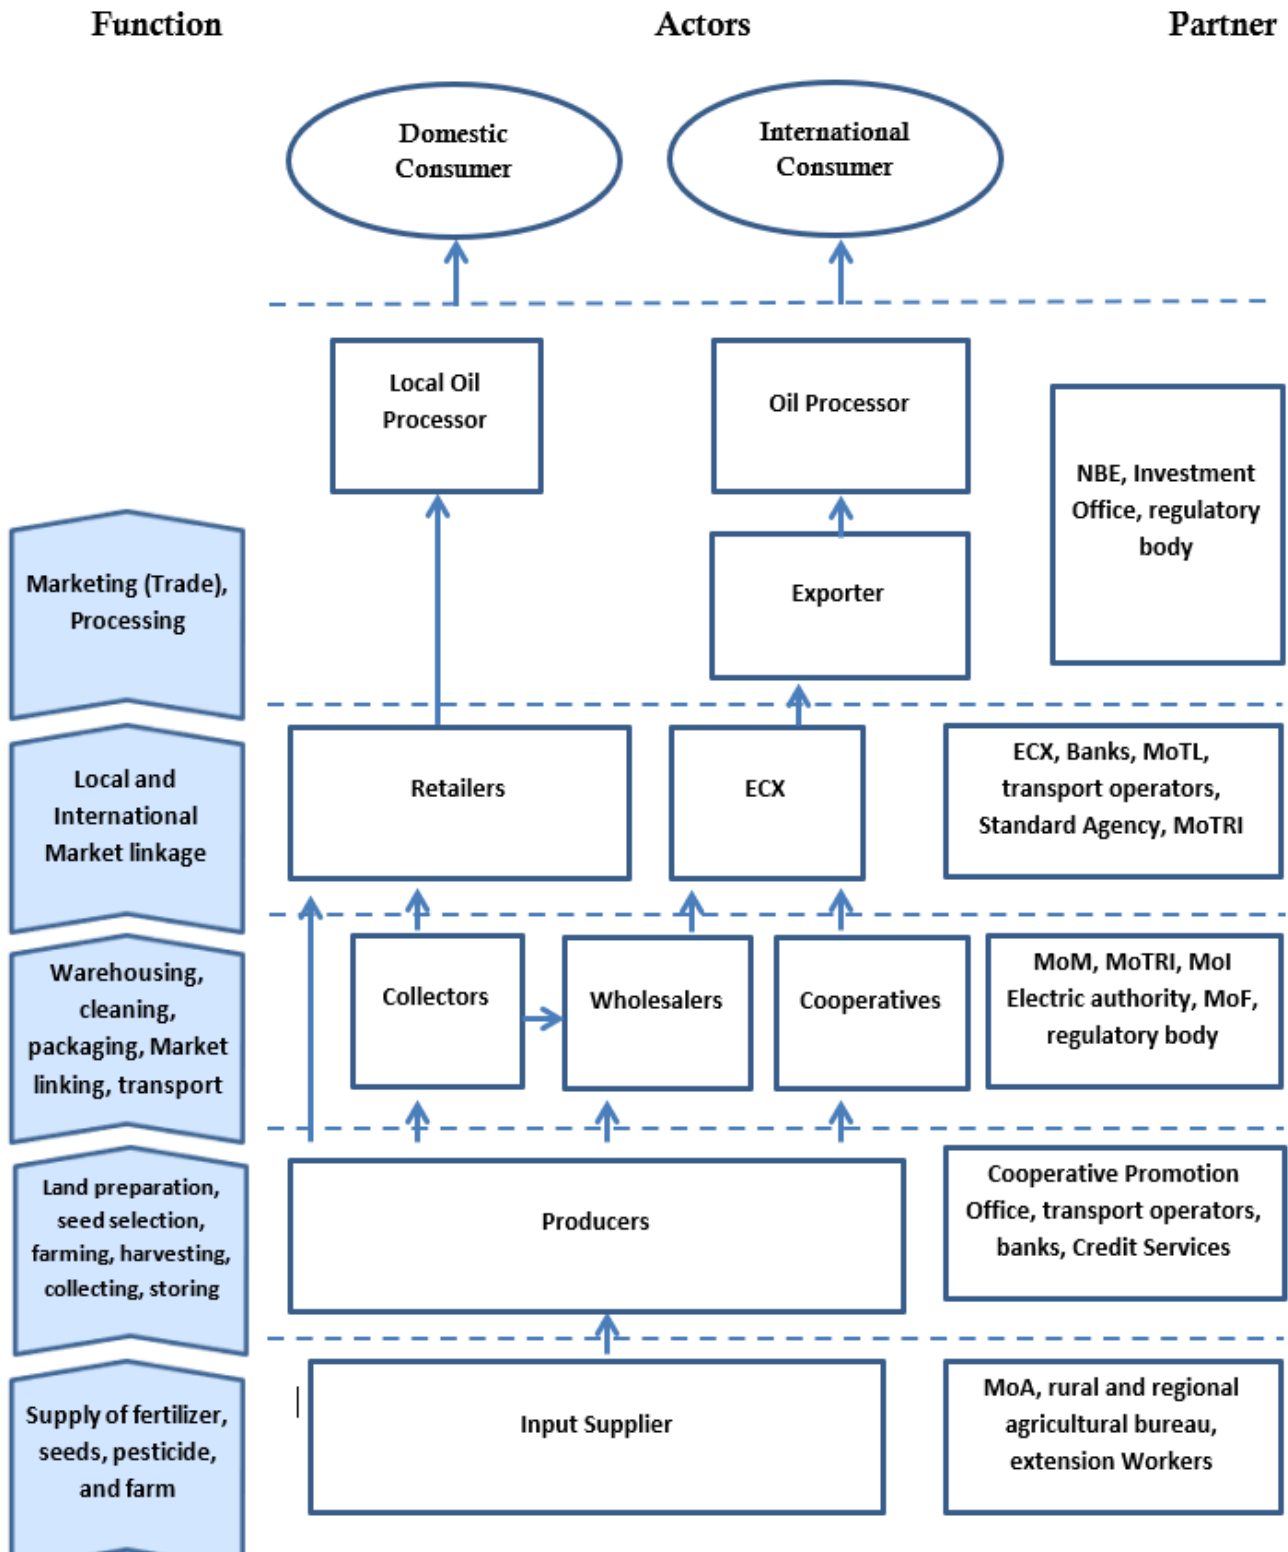 Function
Actors
Partner
Domestic
Consumer
International
Consumer
Local Oil
Processor
Oil Processor
NBE, Investment
Office, regulatory
body
Marketing (Trade),
Processing
Exporter
Local and
International
Market linkage
Retailers
ECX
ECX, Banks, MoTL,
transport operators,
Standard Agency, MoTRI
Warehousing,
cleaning,
packaging, Market
linking, transport
Collectors
Wholesalers
Cooperatives
MoM, MoTRI, MoI
Electric authority, MoF,
regulatory body
Land preparation,
seed selection,
farming, harvesting,
collecting, storing
Producers
Cooperative Promotion
Office, transport operators,
banks, Credit Services
Supply of fertilizer,
seeds, pesticide,
and farm
Input Supplier
MoA, rural and regional
agricultural bureau,
extension Workers